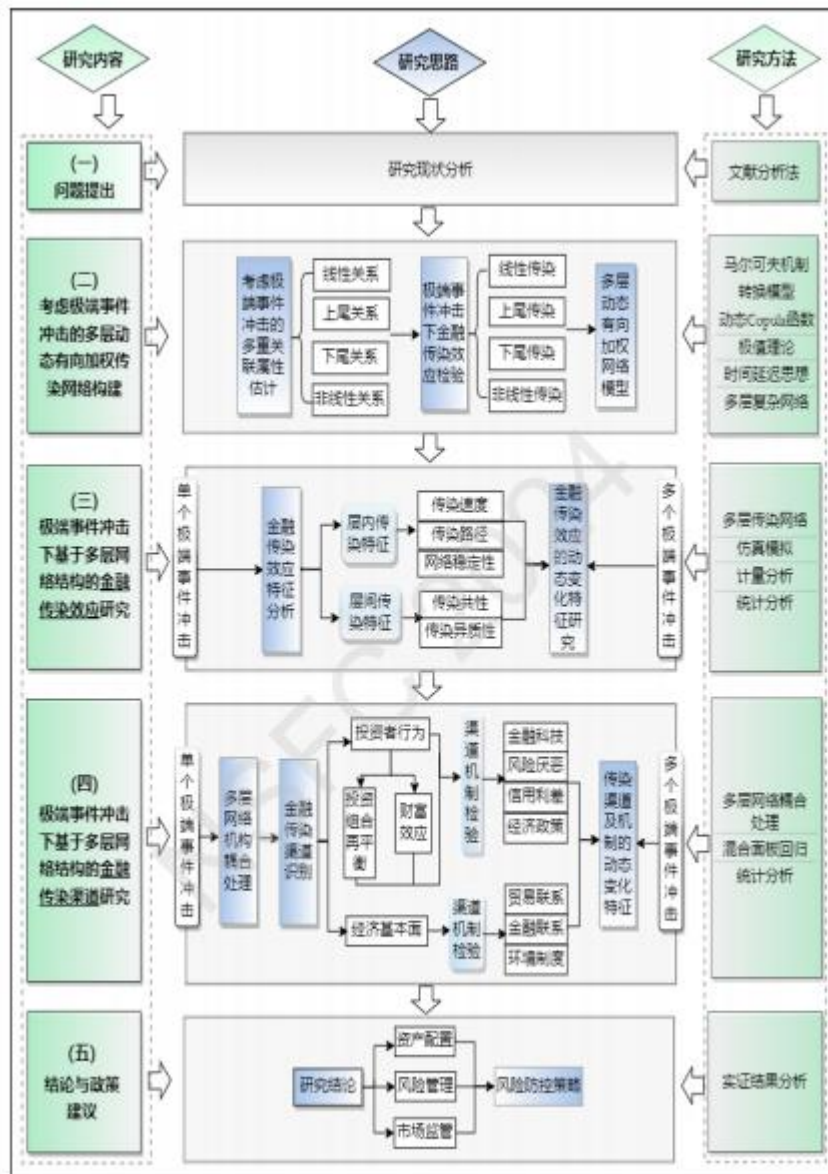 研究内容
研究思路
研究方法
(一)
问题提出
研究现状分析
文献分析法
(二)
考虑极端事件
冲击的多层动
态有向加权传
染网络构建
考虑极
端事件
冲击的
多重关
联属性
估计
线性关系
上尾关系
下尾关系
非线性关系
极端事
件冲击
下金融
传染效
应检验
线性传染
上尾传染
下尾传染
非线性传染
多层
动态
有向
加权
网络
模型
马尔可夫机制
转换模型
动态Copula函数
极值理论
时间延迟思想
多层复杂网络
(三)
极端事件冲击
下基于多层网
络结构的金融
传染效应研究
单个极端事件冲击
金融
传染
效应
特征
分析
层内传
染特征
层间传
染特征
传染速度
传染路径
网络稳定性
传染共性
传染异质性
金融
传染
效应
的动
态变
化特
征研
究
多个极端事件冲击
多层传染网络
仿真模拟
计量分析
统计分析
(四)
极端事件冲击
下基于多层网
络结构的金融
传染渠道研究
单个极端事件冲击
多层
网络
机构
耦合
处理
金融
传染
渠道
识别
投资者行为
投资
组合
再平
衡
财富
效应
经济基本面
渠道
机制
检验
金融科技
风险厌恶
信用利差
经济政策
渠道
机制
检验
贸易联系
金融联系
环境制度
传染
渠道
及机
制的
动态
变化
特征
多个极端事件冲击
多层网络耦合
处理
混合面板回归
统计分析
(五)
结论与政策
建议
研究结论
资产配置
风险管理
市场监管
风险防控策略
实证结果分析